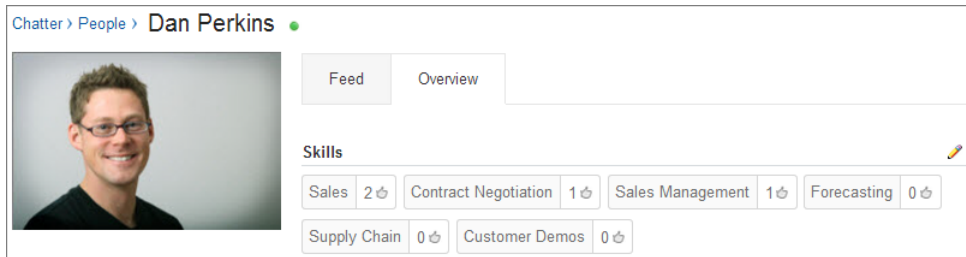 Chatter › People › Dan Perkins
Feed Overview
Skills
Sales 2 Contract Negotiation 1 Sales Management 1 Forecasting 0
Supply Chain 0 Customer Demos 0